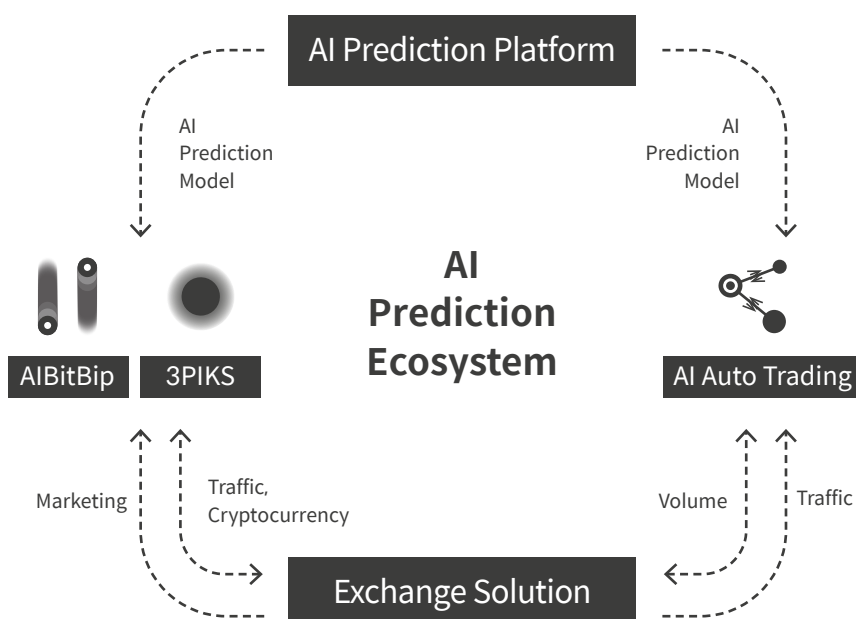 AI Prediction Platform
AI
Prediction
Model
AI
Prediction
Model
AI
Prediction
Ecosystem
AIBitBip
3PIKS
AI Auto Trading
Marketing
Traffic,
Cryptocurrency
Volume
Traffic
Exchange Solution